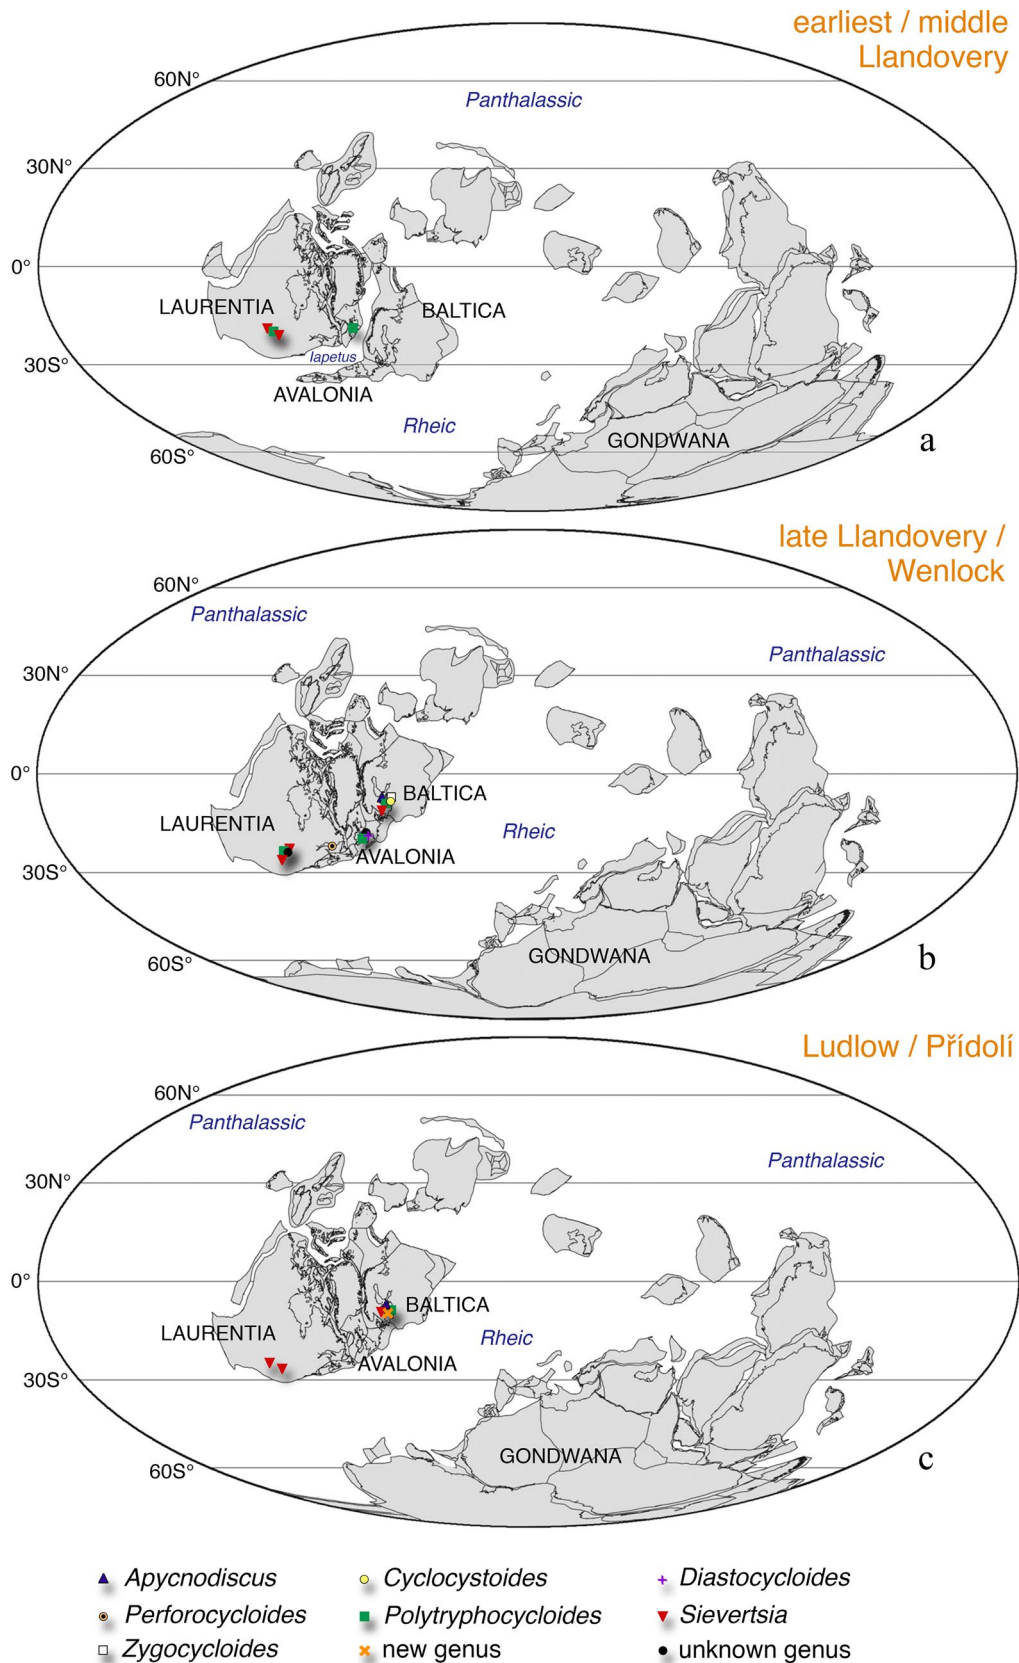 earliest / middle
Llandovery
60N°
Panthalassic
30N°
0°
LAURENTIA
BALTICA
Iapetus
30S°
AVALONIA
Rheic
GONDWANA
60S°
a
late Llandovery /
Wenlock
60N°
Panthalassic
Panthalassic
30N°
0°
BALTICA
LAURENTIA
Rheic
AVALONIA
30S°
GONDWANA
60S°
b
Ludlow / Přídolí
60N°
Panthalassic
Panthalassic
30N°
0°
BALTICA
LAURENTIA
Rheic
AVALONIA
30S°
GONDWANA
60S°
c
Apycnodiscus
Cyclocystoides
Diastocycloides
Perforocycloides
Polytryphocycloides
Sievertsia
Zygocycloides
new genus
unknown genus